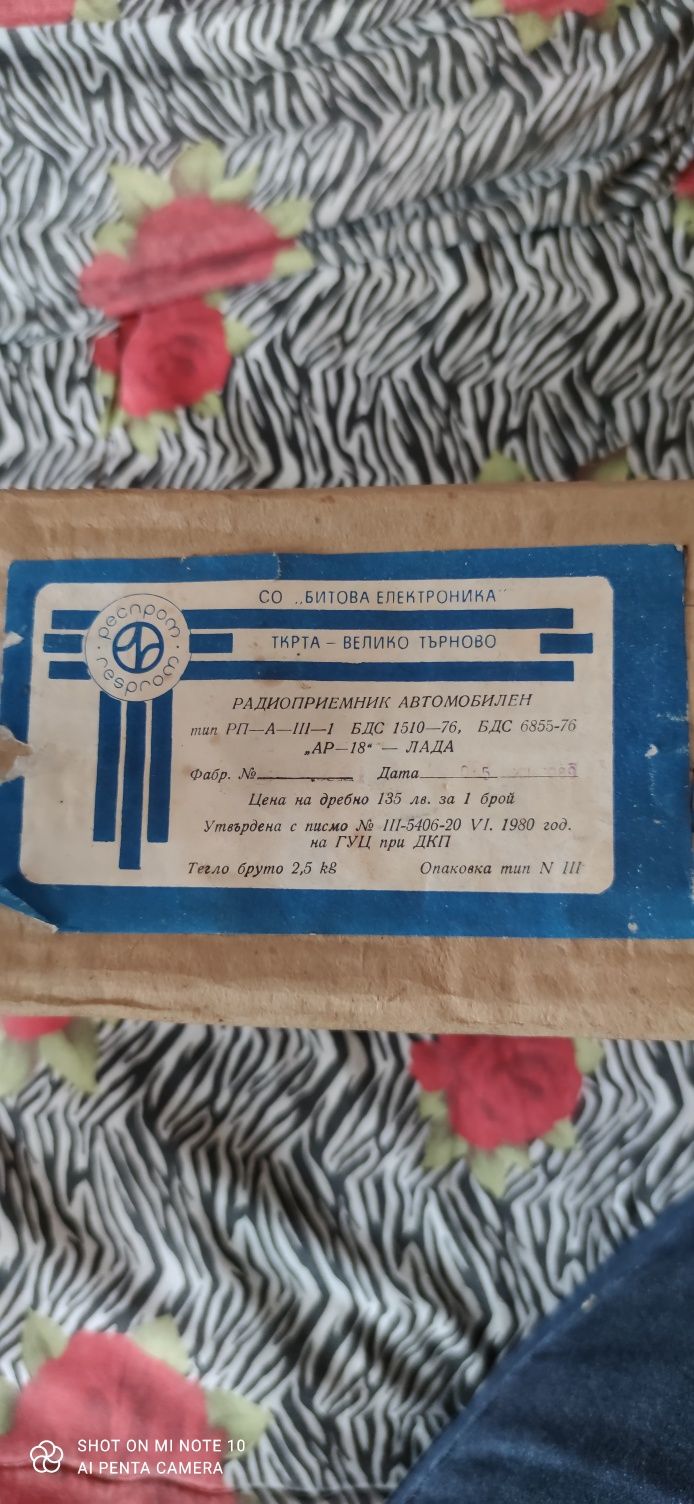 СО „БИТОВА ЕЛЕКТРОНИКА"
респром
resprom
ТКРТА – ВЕЛИКО ТЪРНОВО
РАДИОПРИЕМНИК АВТОМОБИЛЕН
тип РП—А—III—1 БДС 1510—76, БДС 6855-76
„АР—18“ — ЛАДА
Фабр. № Дата
Цена на дребно 135 лв. за 1 брой
Утвърдена с писмо № III-5406-20 VI. 1980 год.
на ГУЦ при ДКП
Тегло бруто 2,5 kg Опаковка тип N III
SHOT ON MI NOTE 10
AI PENTA CAMERA